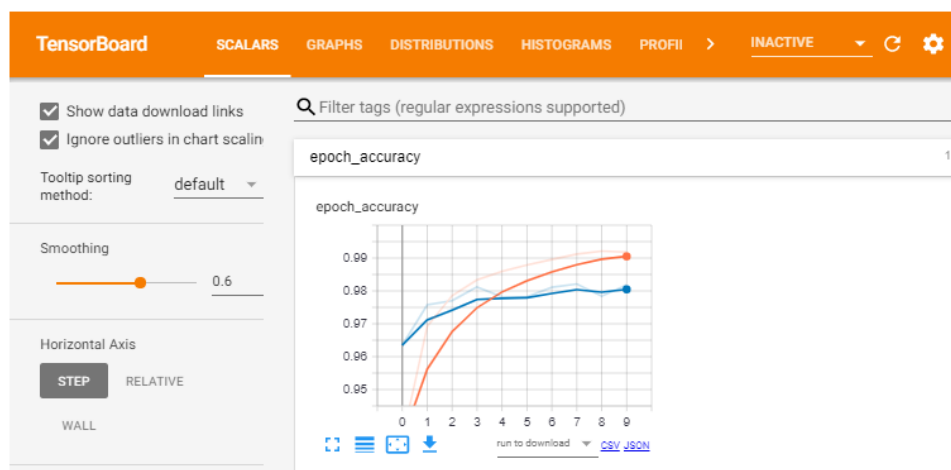 TensorBoard SCALARS GRAPHS DISTRIBUTIONS HISTOGRAMS PROFI INACTIVE
Show data download links
Ignore outliers in chart scalin
Tooltip sorting
method:
default
Smoothing
0.6
Horizontal Axis
STEP RELATIVE
WALL
Filter tags (regular expressions supported)
epoch_accuracy 1
epoch_accuracy
0.99
0.98
0.97
0.96
0.95
0 1 2 3 4 5 6 7 8 9
run to download CSV JSON